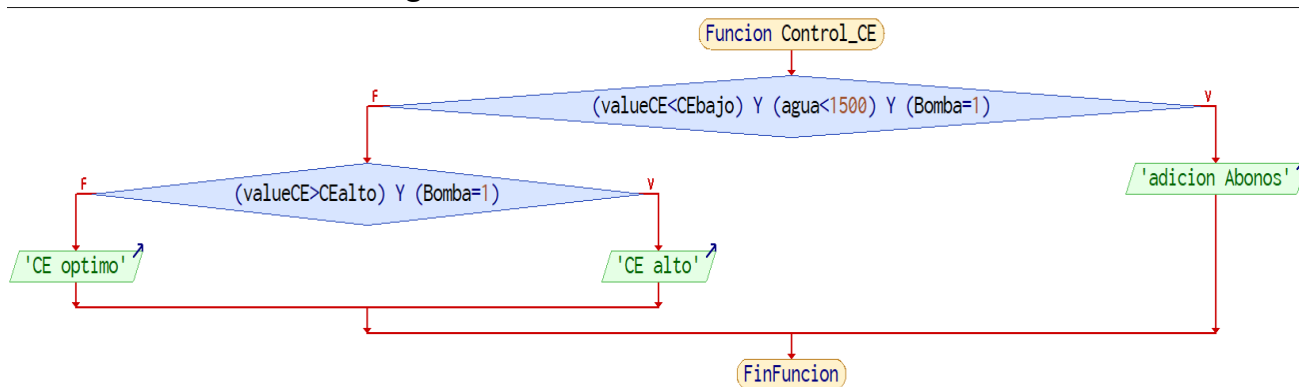 Funcion Control_CE
F
(valueCE<CEbajo) Y (agua<1500) Y (Bomba=1)
V
F
(valueCE>CEalto) Y (Bomba=1)
V
'adicion Abonos'
'CE optimo'
'CE alto'
FinFuncion